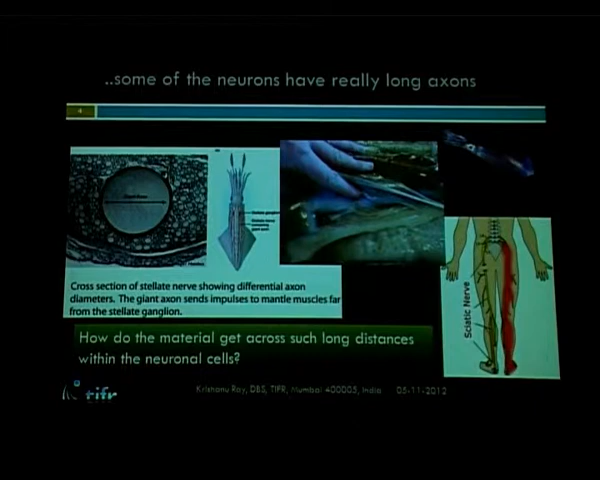 ..some of the neurons have really long axons
4
Cross section of stellate nerve showing differential axon
diameters. The giant axon sends impulses to mantle muscles far
from the stellate ganglion.
Sciatic Nerve
How do the material get across such long distances
within the neuronal cells?
tifr
Krishanu Ray, DBS, TIFR, Mumbai 400005, India 05-11-2012